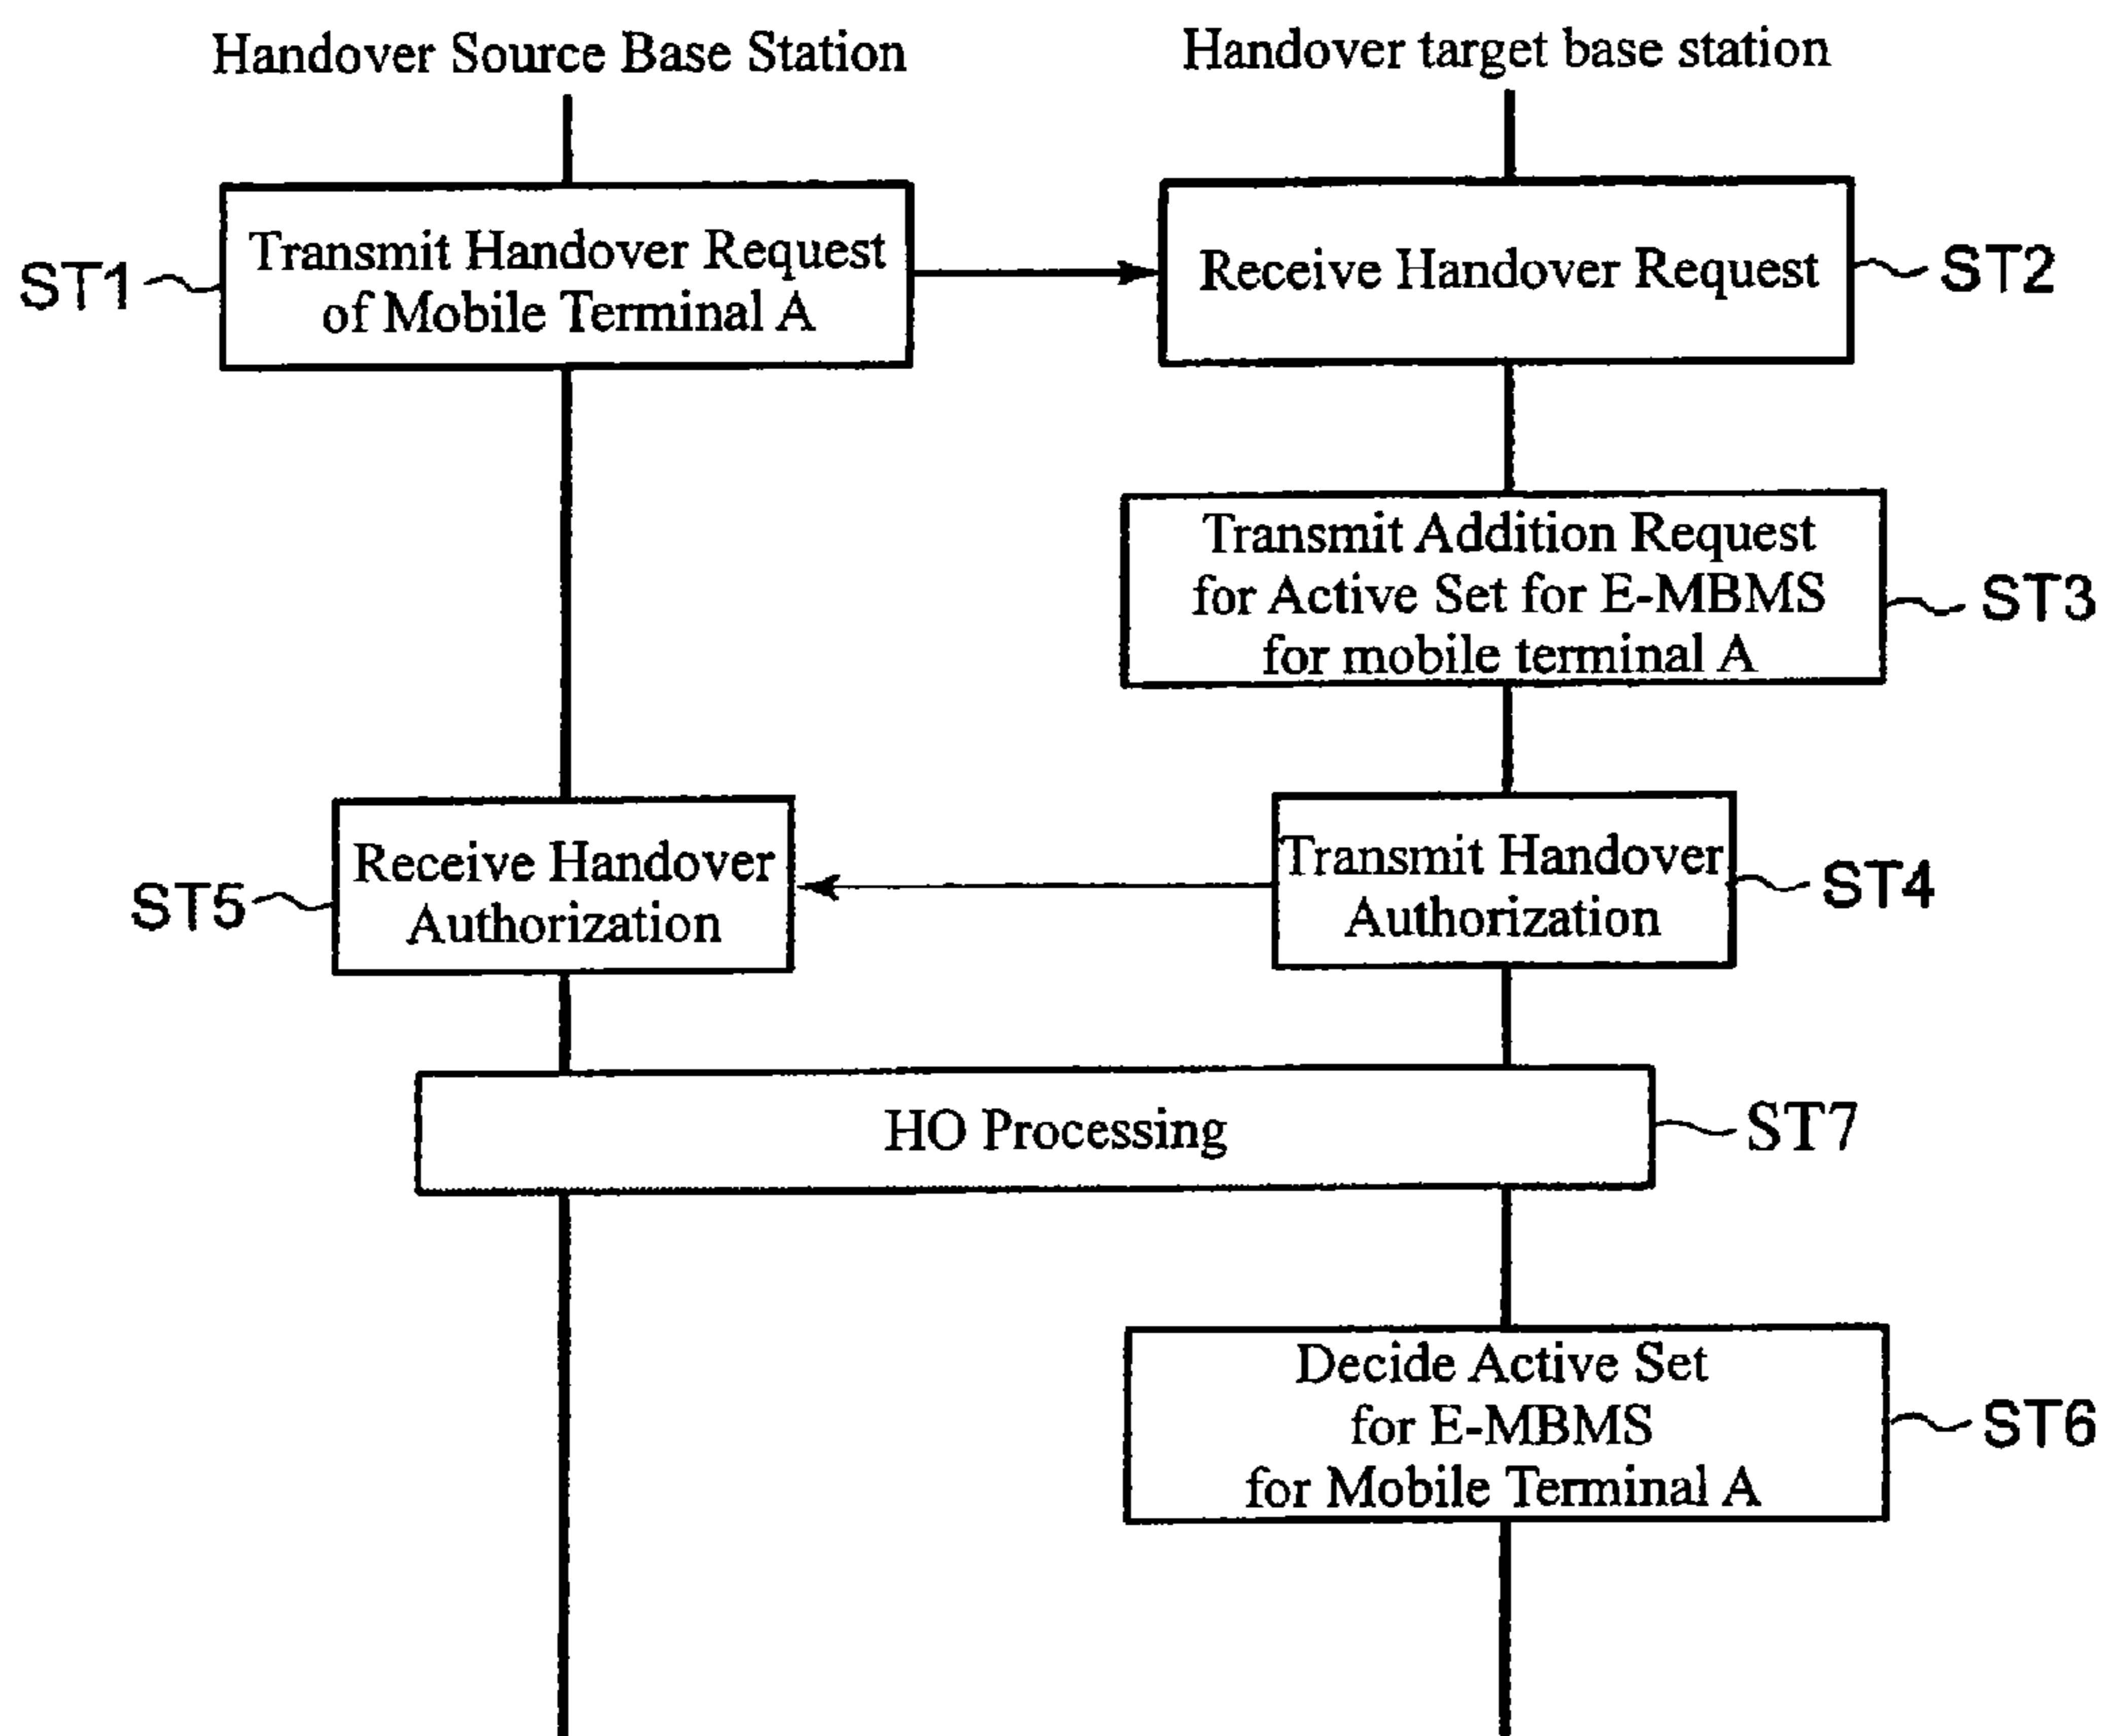 Handover Source Base Station
Handover target base station
Transmit Handover Request
of Mobile Terminal A
ST1
Receive Handover Request
ST2
Transmit Addition Request
for Active Set for E-MBMS
for mobile terminal A
ST3
Receive Handover
Authorization
ST5
Transmit Handover
Authorization
ST4
HO Processing
ST7
Decide Active Set
for E-MBMS
for Mobile Terminal A
ST6